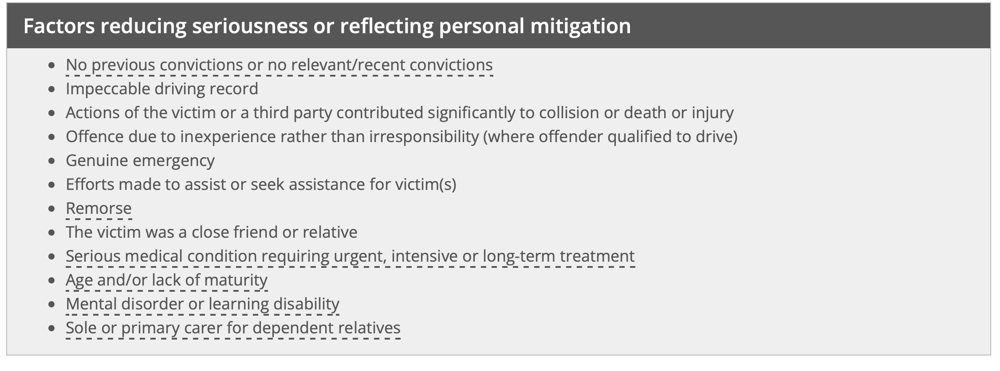 Factors reducing seriousness or reflecting personal mitigation
• No previous convictions or no relevant/recent convictions
• Impeccable driving record
• Actions of the victim or a third party contributed significantly to collision or death or injury
• Offence due to inexperience rather than irresponsibility (where offender qualified to drive)
• Genuine emergency
• Efforts made to assist or seek assistance for victim(s)
• Remorse
• The victim was a close friend or relative
• Serious medical condition requiring urgent, intensive or long-term treatment
• Age and/or lack of maturity
• Mental disorder or learning disability
• Sole or primary carer for dependent relatives